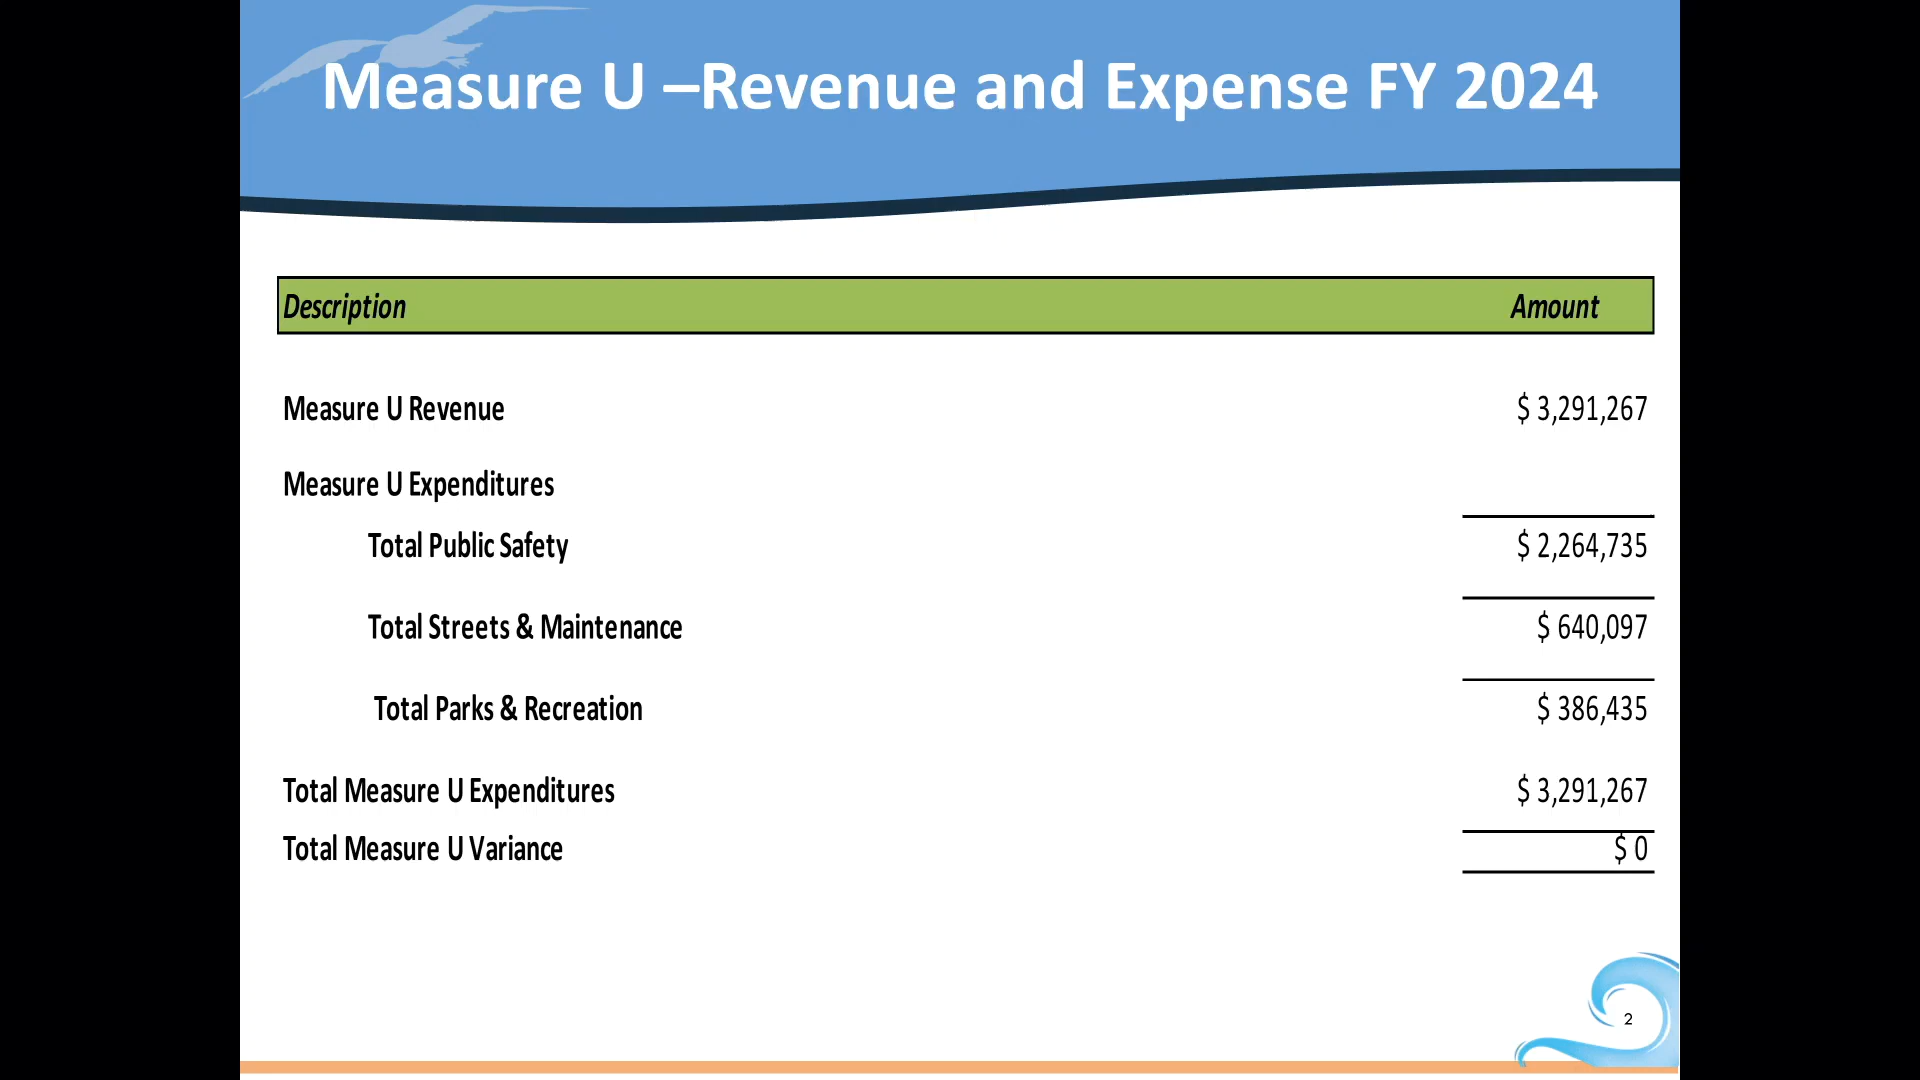 Measure U –Revenue and Expense FY 2024
Description Amount
Measure U Revenue $ 3,291,267
Measure U Expenditures
Total Public Safety $ 2,264,735
Total Streets & Maintenance $ 640,097
Total Parks & Recreation $ 386,435
Total Measure U Expenditures $ 3,291,267
Total Measure U Variance $ 0
2